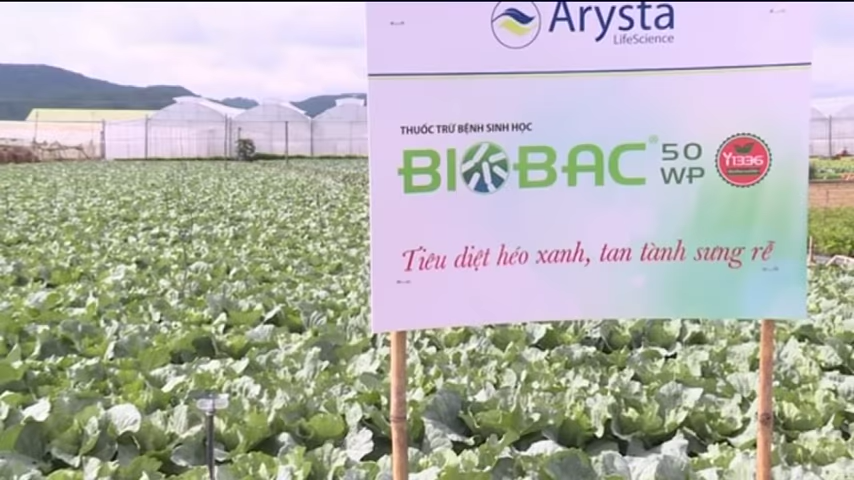 Arysta
LifeScience
THUỐC TRỪ BỆNH SINH HỌC
BIOBAC® 50 WP
Y1336
Tiêu diệt héo xanh, tan tành sưng rễ